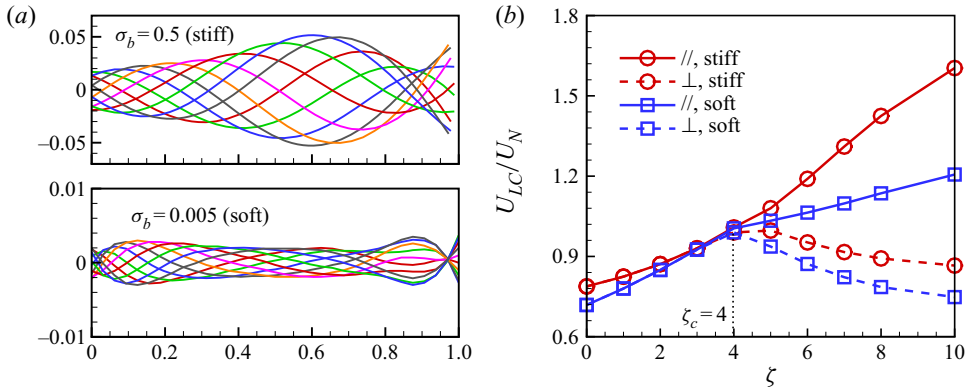 (a)
σ_b = 0.5 (stiff)
0.05
0
−0.05
0.01
σ_b = 0.005 (soft)
0
−0.01
0 0.2 0.4 0.6 0.8 1.0
(b)
1.8
1.5
1.2
0.9
0.6
U_LC/U_N
//, stiff
⊥, stiff
//, soft
⊥, soft
ζ_c = 4
0 2 4 6 8 10
ζ